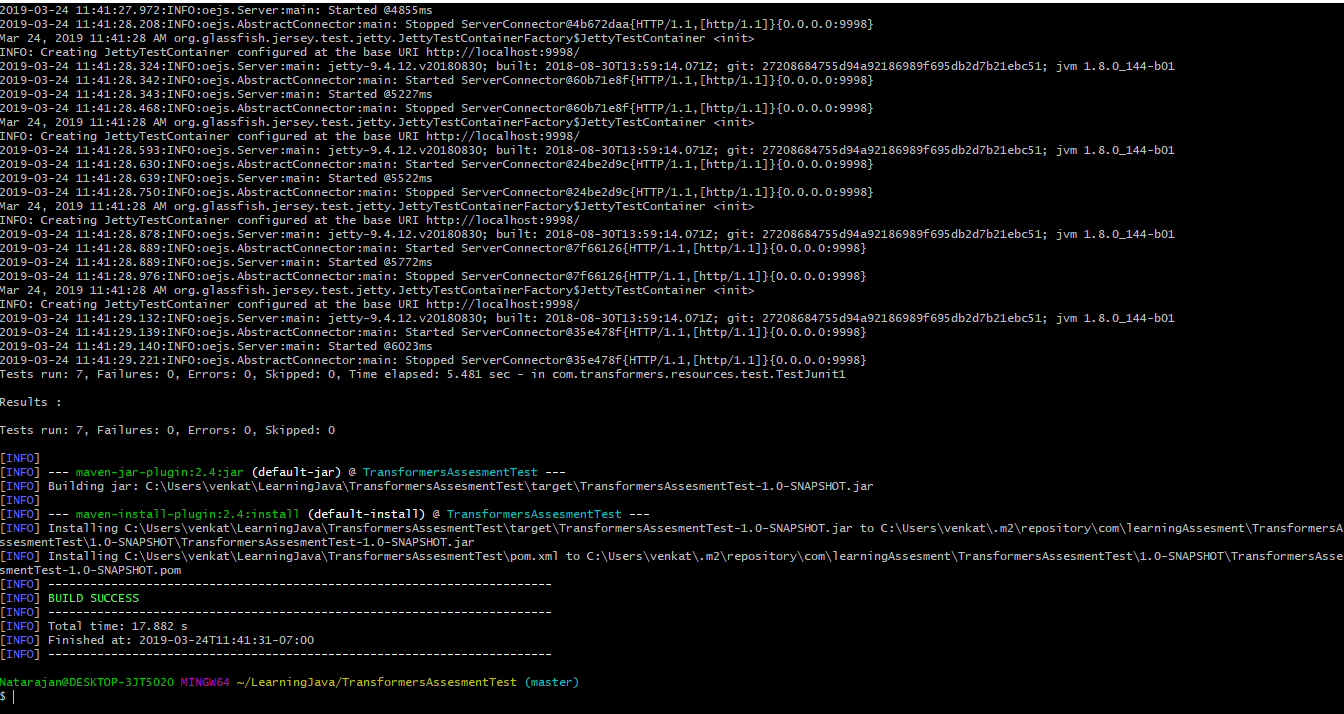 2019-03-24 11:41:27.972:INFO:oejs.Server:main: Started @4855ms
2019-03-24 11:41:28.208:INFO:oejs.AbstractConnector:main: Stopped ServerConnector@4b672daa{HTTP/1.1,[http/1.1]}{0.0.0.0:9998}
Mar 24, 2019 11:41:28 AM org.glassfish.jersey.test.jetty.JettyTestContainerFactory$JettyTestContainer <init>
INFO: Creating JettyTestContainer configured at the base URI http://localhost:9998/
2019-03-24 11:41:28.324:INFO:oejs.Server:main: jetty-9.4.12.v20180830; built: 2018-08-30T13:59:14.071Z; git: 27208684755d94a92186989f695db2d7b21ebc51; jvm 1.8.0_144-b01
2019-03-24 11:41:28.342:INFO:oejs.AbstractConnector:main: Started ServerConnector@60b71e8f{HTTP/1.1,[http/1.1]}{0.0.0.0:9998}
2019-03-24 11:41:28.343:INFO:oejs.Server:main: Started @5227ms
2019-03-24 11:41:28.468:INFO:oejs.AbstractConnector:main: Stopped ServerConnector@60b71e8f{HTTP/1.1,[http/1.1]}{0.0.0.0:9998}
Mar 24, 2019 11:41:28 AM org.glassfish.jersey.test.jetty.JettyTestContainerFactory$JettyTestContainer <init>
INFO: Creating JettyTestContainer configured at the base URI http://localhost:9998/
2019-03-24 11:41:28.593:INFO:oejs.Server:main: jetty-9.4.12.v20180830; built: 2018-08-30T13:59:14.071Z; git: 27208684755d94a92186989f695db2d7b21ebc51; jvm 1.8.0_144-b01
2019-03-24 11:41:28.630:INFO:oejs.AbstractConnector:main: Started ServerConnector@24be2d9c{HTTP/1.1,[http/1.1]}{0.0.0.0:9998}
2019-03-24 11:41:28.639:INFO:oejs.Server:main: Started @5522ms
2019-03-24 11:41:28.750:INFO:oejs.AbstractConnector:main: Stopped ServerConnector@24be2d9c{HTTP/1.1,[http/1.1]}{0.0.0.0:9998}
Mar 24, 2019 11:41:28 AM org.glassfish.jersey.test.jetty.JettyTestContainerFactory$JettyTestContainer <init>
INFO: Creating JettyTestContainer configured at the base URI http://localhost:9998/
2019-03-24 11:41:28.878:INFO:oejs.Server:main: jetty-9.4.12.v20180830; built: 2018-08-30T13:59:14.071Z; git: 27208684755d94a92186989f695db2d7b21ebc51; jvm 1.8.0_144-b01
2019-03-24 11:41:28.889:INFO:oejs.AbstractConnector:main: Started ServerConnector@7f66126{HTTP/1.1,[http/1.1]}{0.0.0.0:9998}
2019-03-24 11:41:28.889:INFO:oejs.Server:main: Started @5772ms
2019-03-24 11:41:28.976:INFO:oejs.AbstractConnector:main: Stopped ServerConnector@7f66126{HTTP/1.1,[http/1.1]}{0.0.0.0:9998}
Mar 24, 2019 11:41:28 AM org.glassfish.jersey.test.jetty.JettyTestContainerFactory$JettyTestContainer <init>
INFO: Creating JettyTestContainer configured at the base URI http://localhost:9998/
2019-03-24 11:41:29.132:INFO:oejs.Server:main: jetty-9.4.12.v20180830; built: 2018-08-30T13:59:14.071Z; git: 27208684755d94a92186989f695db2d7b21ebc51; jvm 1.8.0_144-b01
2019-03-24 11:41:29.139:INFO:oejs.AbstractConnector:main: Started ServerConnector@35e478f{HTTP/1.1,[http/1.1]}{0.0.0.0:9998}
2019-03-24 11:41:29.140:INFO:oejs.Server:main: Started @6023ms
2019-03-24 11:41:29.221:INFO:oejs.AbstractConnector:main: Stopped ServerConnector@35e478f{HTTP/1.1,[http/1.1]}{0.0.0.0:9998}
Tests run: 7, Failures: 0, Errors: 0, Skipped: 0, Time elapsed: 5.481 sec - in com.transformers.resources.test.TestJunit1
Results :
Tests run: 7, Failures: 0, Errors: 0, Skipped: 0
[INFO]
[INFO] --- maven-jar-plugin:2.4:jar (default-jar) @ TransformersAssesmentTest ---
[INFO] Building jar: C:\Users\venkat\LearningJava\TransformersAssesmentTest\target\TransformersAssesmentTest-1.0-SNAPSHOT.jar
[INFO]
[INFO] --- maven-install-plugin:2.4:install (default-install) @ TransformersAssesmentTest ---
[INFO] Installing C:\Users\venkat\LearningJava\TransformersAssesmentTest\target\TransformersAssesmentTest-1.0-SNAPSHOT.jar to C:\Users\venkat\.m2\repository\com\learningAssesment\TransformersA
ssesmentTest\1.0-SNAPSHOT\TransformersAssesmentTest-1.0-SNAPSHOT.jar
[INFO] Installing C:\Users\venkat\LearningJava\TransformersAssesmentTest\pom.xml to C:\Users\venkat\.m2\repository\com\learningAssesment\TransformersAssesmentTest\1.0-SNAPSHOT\TransformersAsse
smentTest-1.0-SNAPSHOT.pom
[INFO] ------------------------------------------------------------------------
[INFO] BUILD SUCCESS
[INFO] ------------------------------------------------------------------------
[INFO] Total time: 17.882 s
[INFO] Finished at: 2019-03-24T11:41:31-07:00
[INFO] ------------------------------------------------------------------------
Natarajan@DESKTOP-3JT5020 MINGW64 ~/LearningJava/TransformersAssesmentTest (master)
$